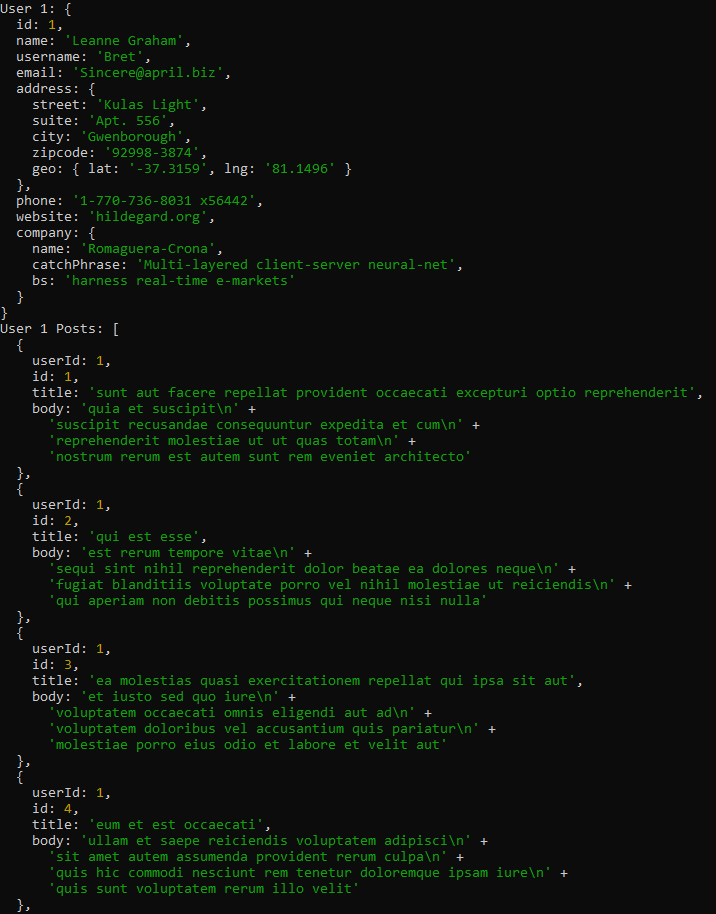 User 1: {
  id: 1,
  name: 'Leanne Graham',
  username: 'Bret',
  email: 'Sincere@april.biz',
  address: {
    street: 'Kulas Light',
    suite: 'Apt. 556',
    city: 'Gwenborough',
    zipcode: '92998-3874',
    geo: { lat: '-37.3159', lng: '81.1496' }
  },
  phone: '1-770-736-8031 x56442',
  website: 'hildegard.org',
  company: {
    name: 'Romaguera-Crona',
    catchPhrase: 'Multi-layered client-server neural-net',
    bs: 'harness real-time e-markets'
  }
}
User 1 Posts: [
  {
    userId: 1,
    id: 1,
    title: 'sunt aut facere repellat provident occaecati excepturi optio reprehenderit',
    body: 'quia et suscipit\n' +
      'suscipit recusandae consequuntur expedita et cum\n' +
      'reprehenderit molestiae ut ut quas totam\n' +
      'nostrum rerum est autem sunt rem eveniet architecto'
  },
  {
    userId: 1,
    id: 2,
    title: 'qui est esse',
    body: 'est rerum tempore vitae\n' +
      'sequi sint nihil reprehenderit dolor beatae ea dolores neque\n' +
      'fugiat blanditiis voluptate porro vel nihil molestiae ut reiciendis\n' +
      'qui aperiam non debitis possimus qui neque nisi nulla'
  },
  {
    userId: 1,
    id: 3,
    title: 'ea molestias quasi exercitationem repellat qui ipsa sit aut',
    body: 'et iusto sed quo iure\n' +
      'voluptatem occaecati omnis eligendi aut ad\n' +
      'voluptatem doloribus vel accusantium quis pariatur\n' +
      'molestiae porro eius odio et labore et velit aut'
  },
  {
    userId: 1,
    id: 4,
    title: 'eum et est occaecati',
    body: 'ullam et saepe reiciendis voluptatem adipisci\n' +
      'sit amet autem assumenda provident rerum culpa\n' +
      'quis hic commodi nesciunt rem tenetur doloremque ipsam iure\n' +
      'quis sunt voluptatem rerum illo velit'
  },